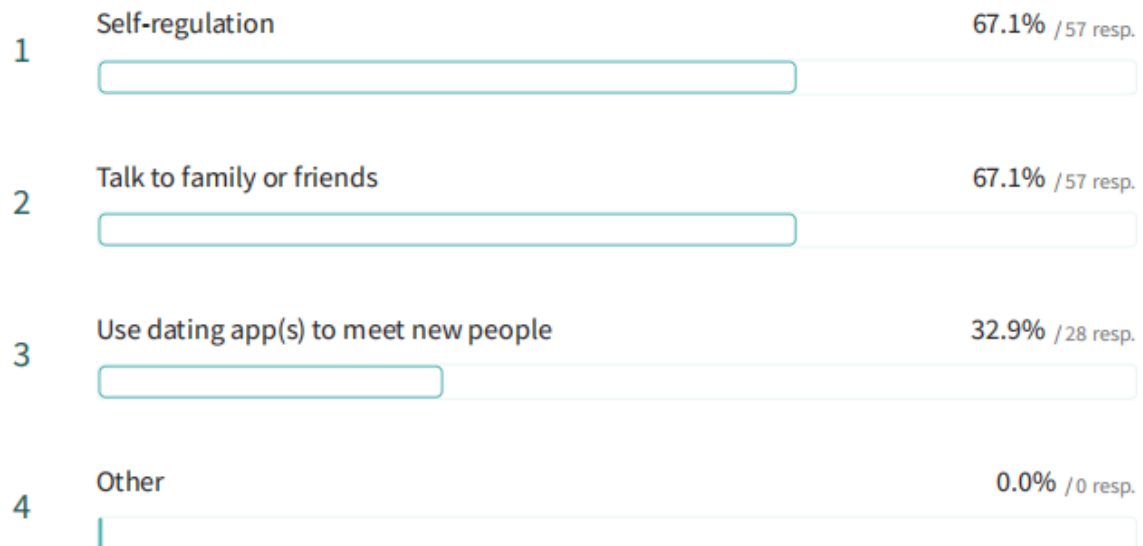 Self-regulation 67.1% / 57 resp.
1
Talk to family or friends 67.1% / 57 resp.
2
Use dating app(s) to meet new people 32.9% / 28 resp.
3
Other 0.0% / 0 resp.
4